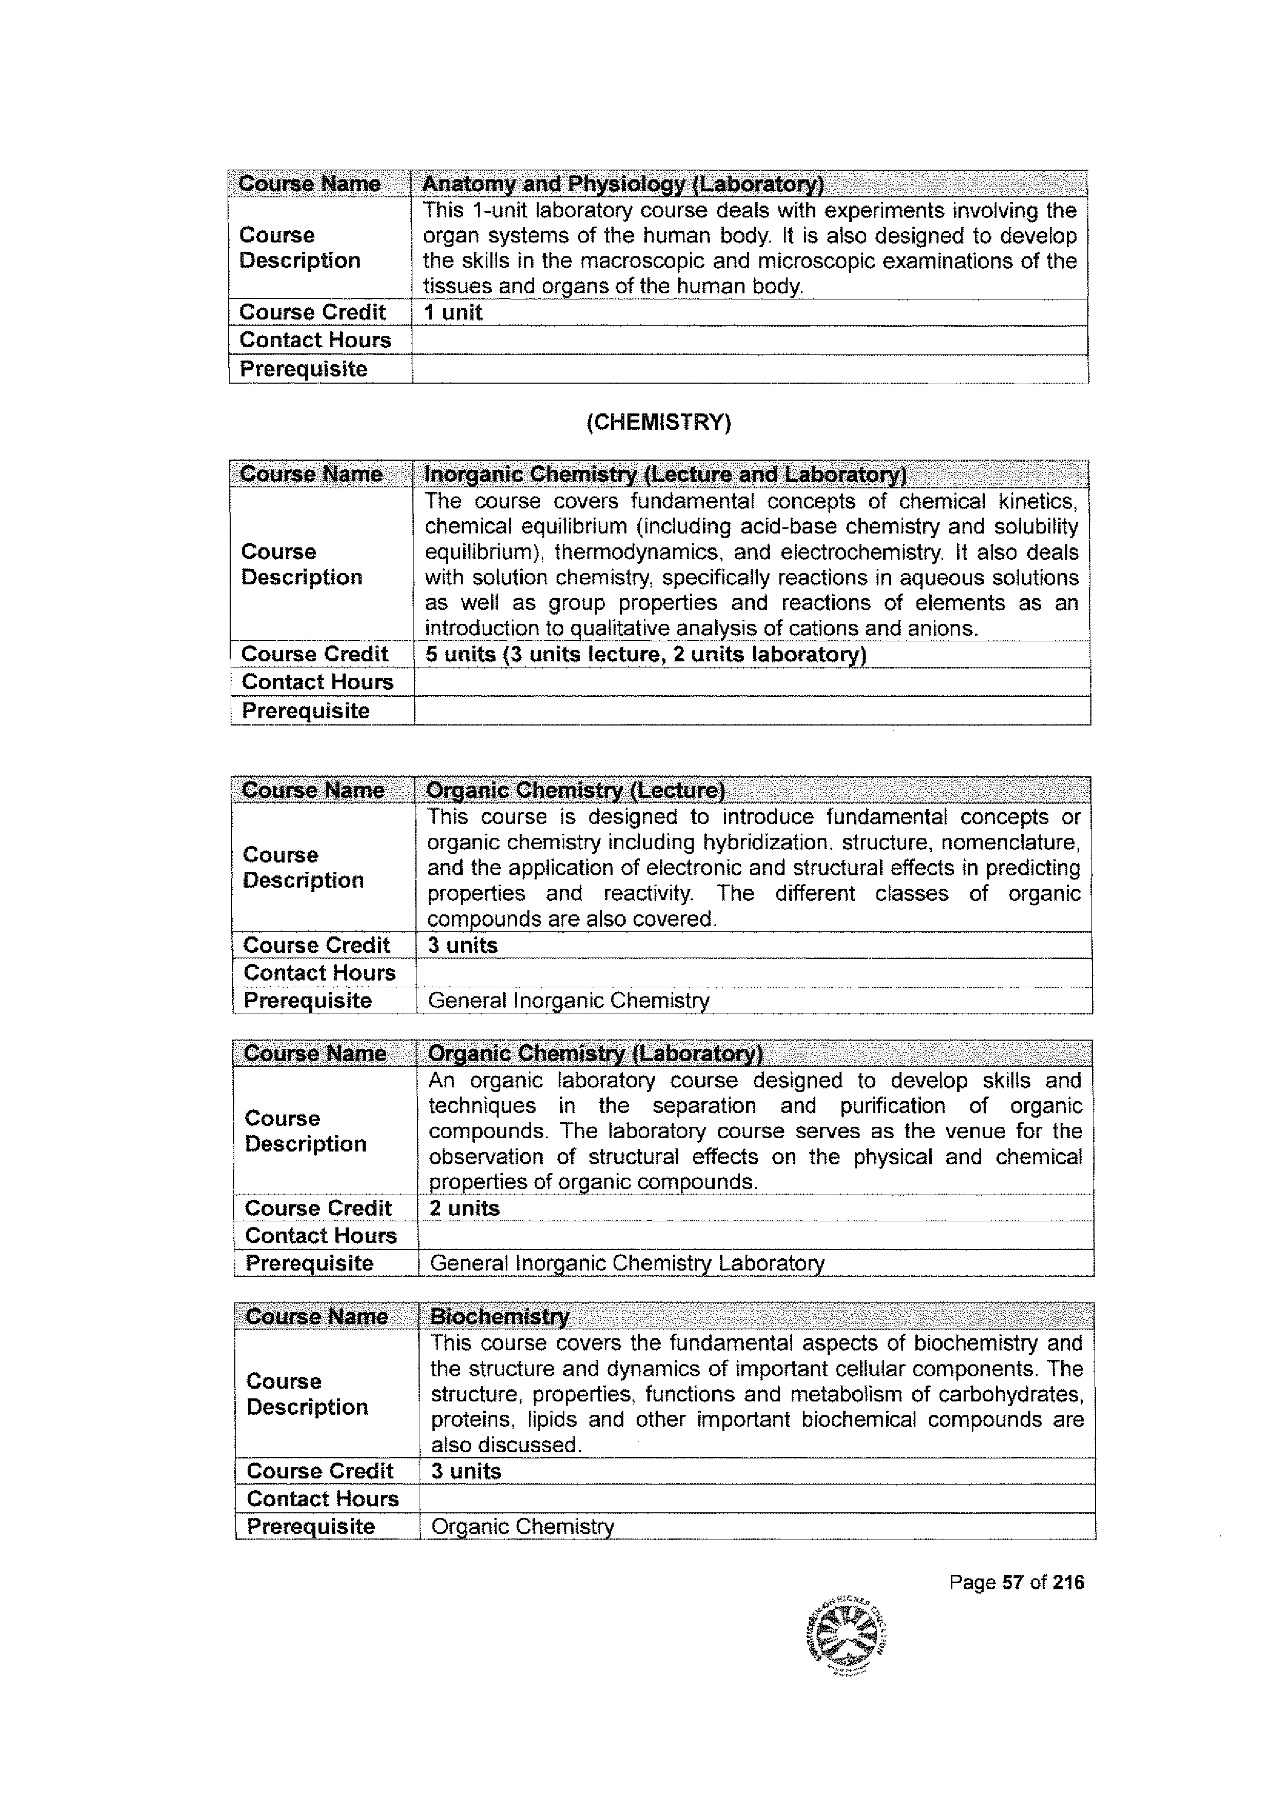 Course Name Anatomy and Physiology (Laboratory)
This 1-unit laboratory course deals with experiments involving the
Course organ systems of the human body. It is also designed to develop
Description the skills in the macroscopic and microscopic examinations of the
tissues and organs of the human body.
Course Credit 1 unit
Contact Hours
Prerequisite
(CHEMISTRY)
Course Name Inorganic Chemistry (Lecture and Laboratory)
The course covers fundamental concepts of chemical kinetics,
chemical equilibrium (including acid-base chemistry and solubility
Course equilibrium), thermodynamics, and electrochemistry. It also deals
Description with solution chemistry, specifically reactions in aqueous solutions
as well as group properties and reactions of elements as an
introduction to qualitative analysis of cations and anions.
Course Credit 5 units (3 units lecture, 2 units laboratory)
Contact Hours
Prerequisite
Course Name Organic Chemistry (Lecture)
This course is designed to introduce fundamental concepts or
organic chemistry including hybridization, structure, nomenclature,
Course
and the application of electronic and structural effects in predicting
Description
properties and reactivity. The different classes of organic
compounds are also covered.
Course Credit 3 units
Contact Hours
Prerequisite General Inorganic Chemistry
Course Name Organic Chemistry (Laboratory)
An organic laboratory course designed to develop skills and
techniques in the separation and purification of organic
Course
compounds. The laboratory course serves as the venue for the
Description
observation of structural effects on the physical and chemical
properties of organic compounds.
Course Credit 2 units
Contact Hours
Prerequisite General Inorganic Chemistry Laboratory
Course Name Biochemistry
This course covers the fundamental aspects of biochemistry and
the structure and dynamics of important cellular components. The
Course
structure, properties, functions and metabolism of carbohydrates,
Description
proteins, lipids and other important biochemical compounds are
also discussed.
Course Credit 3 units
Contact Hours
Prerequisite Organic Chemistry
Page 57 of 216